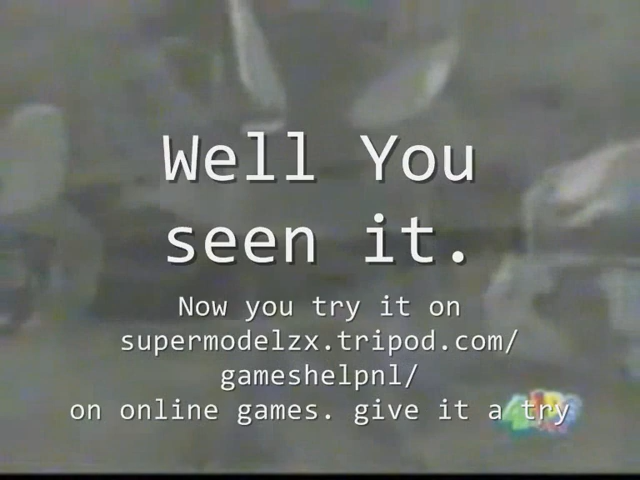 Well You
seen it.
Now you try it on
supermodelzx.tripod.com/
gameshelpnl/
on online games. give it a try